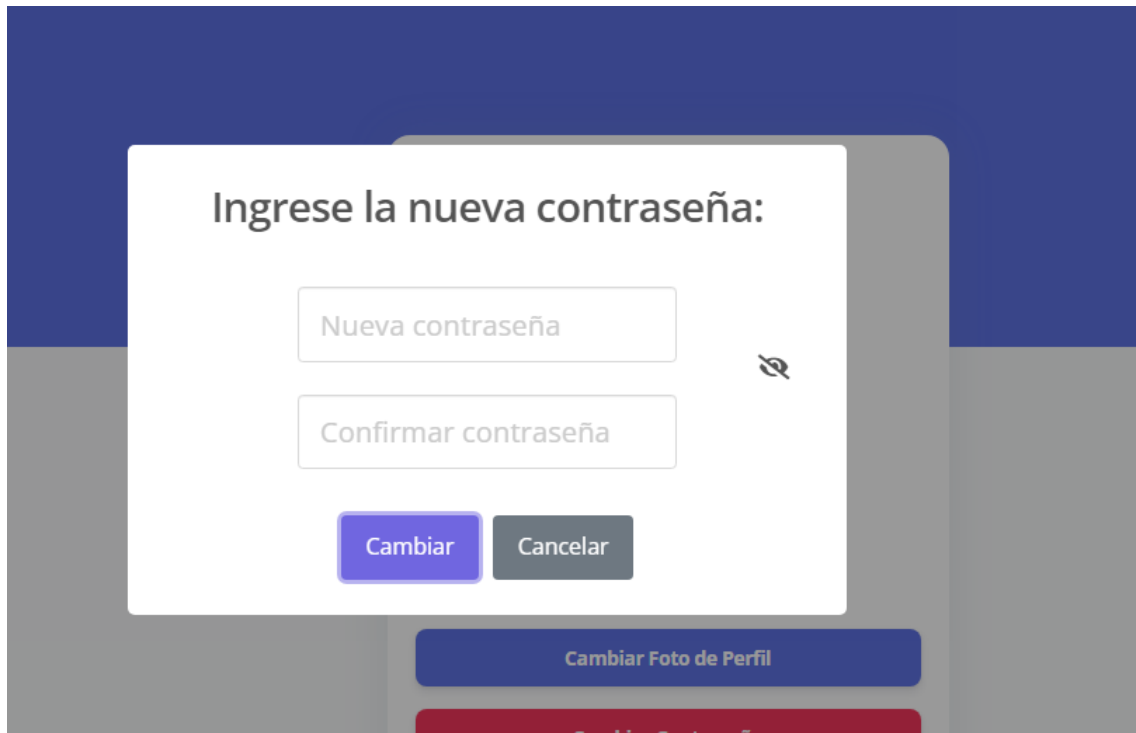 Ingrese la nueva contraseña:
Nueva contraseña
Confirmar contraseña
Cambiar
Cancelar
Cambiar Foto de Perfil